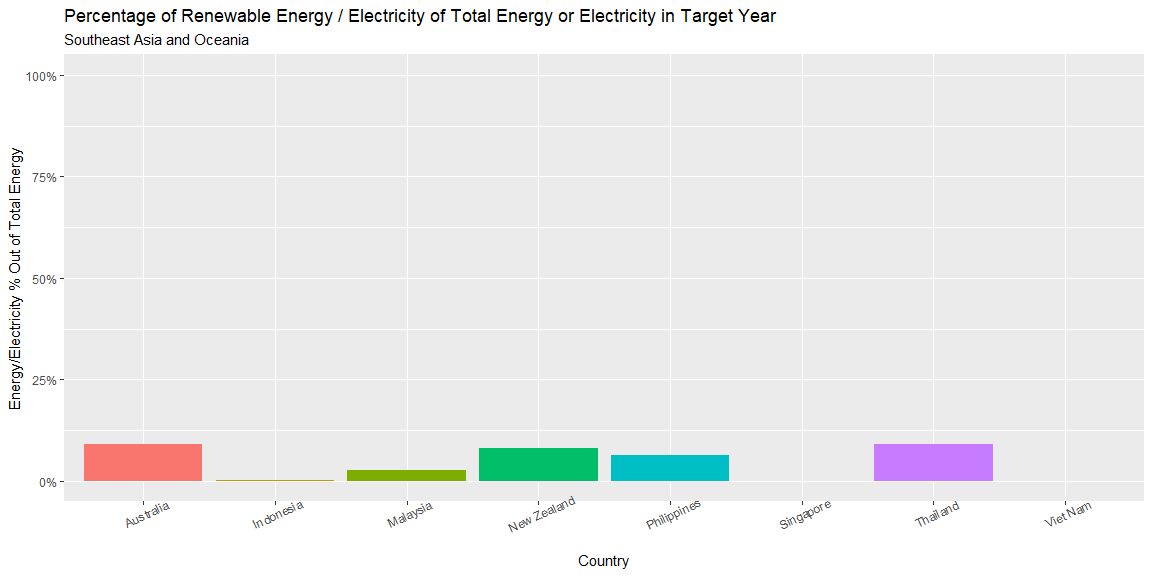 Percentage of Renewable Energy / Electricity of Total Energy or Electricity in Target Year
Southeast Asia and Oceania
Energy/Electricity % Out of Total Energy
100%
75%
50%
25%
0%
Australia
Indonesia
Malaysia
New Zealand
Philippines
Singapore
Thailand
Viet Nam
Country